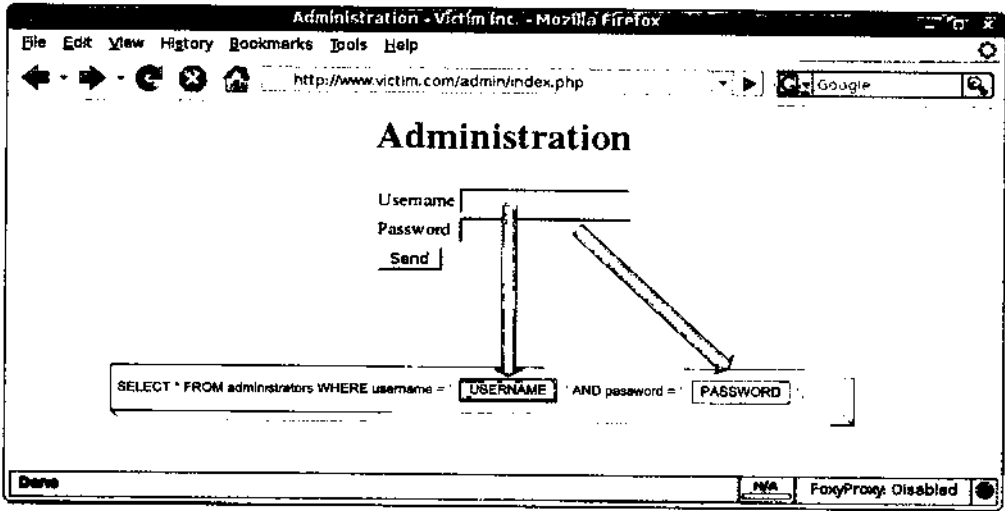 Administration - Victim Inc. - Mozilla Firefox
File Edit View History Bookmarks Tools Help
http://www.victim.com/admin/index.php
Google
Administration
Username
Password
Send
SELECT * FROM administrators WHERE username = ' USERNAME ' AND password = ' PASSWORD ';
Done
N/A
FoxyProxy: Disabled